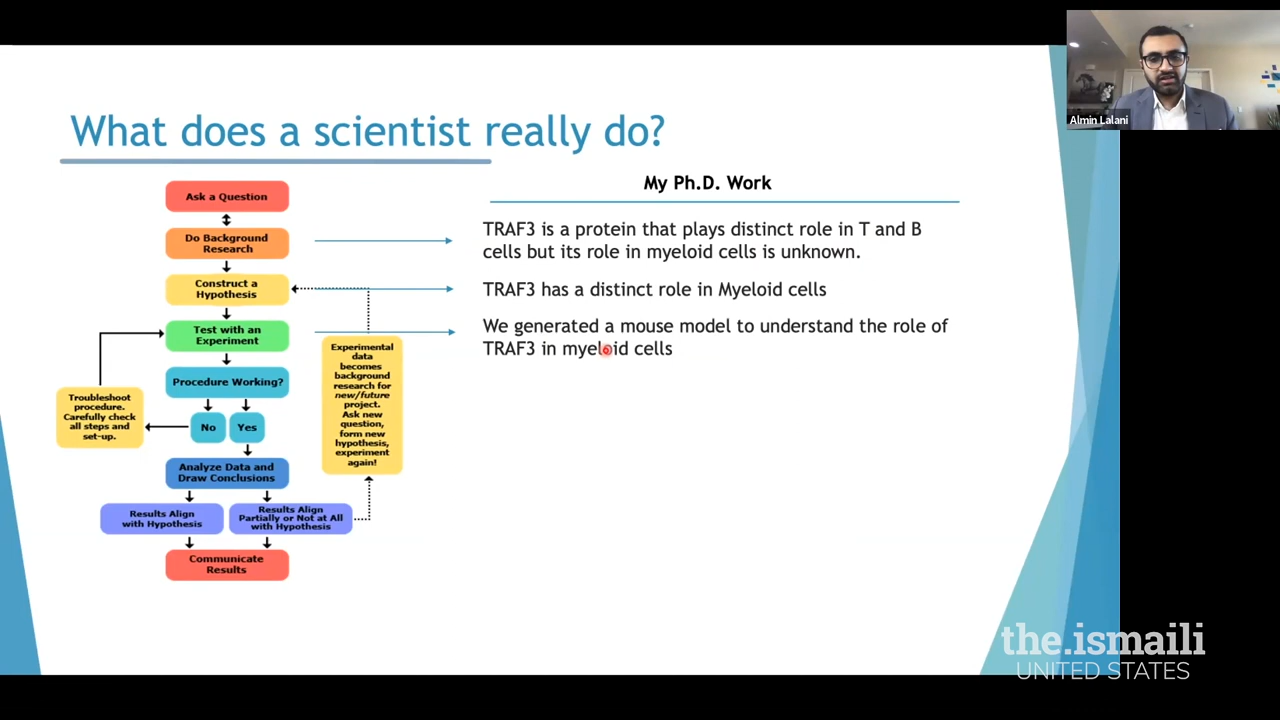 Almin Lalani
What does a scientist really do?
Ask a Question
Do Background
Research
Construct a
Hypothesis
Test with an
Experiment
Procedure Working?
No
Yes
Troubleshoot
procedure.
Carefully check
all steps and
set-up.
Analyze Data and
Draw Conclusions
Results Align
with Hypothesis
Results Align
Partially or Not at All
with Hypothesis
Communicate
Results
Experimental
data
becomes
background
research for
new/future
project.
Ask new
question,
form new
hypothesis,
experiment
again!
My Ph.D. Work
TRAF3 is a protein that plays distinct role in T and B
cells but its role in myeloid cells is unknown.
TRAF3 has a distinct role in Myeloid cells
We generated a mouse model to understand the role of
TRAF3 in myeloid cells
the.ismaili
UNITED STATES